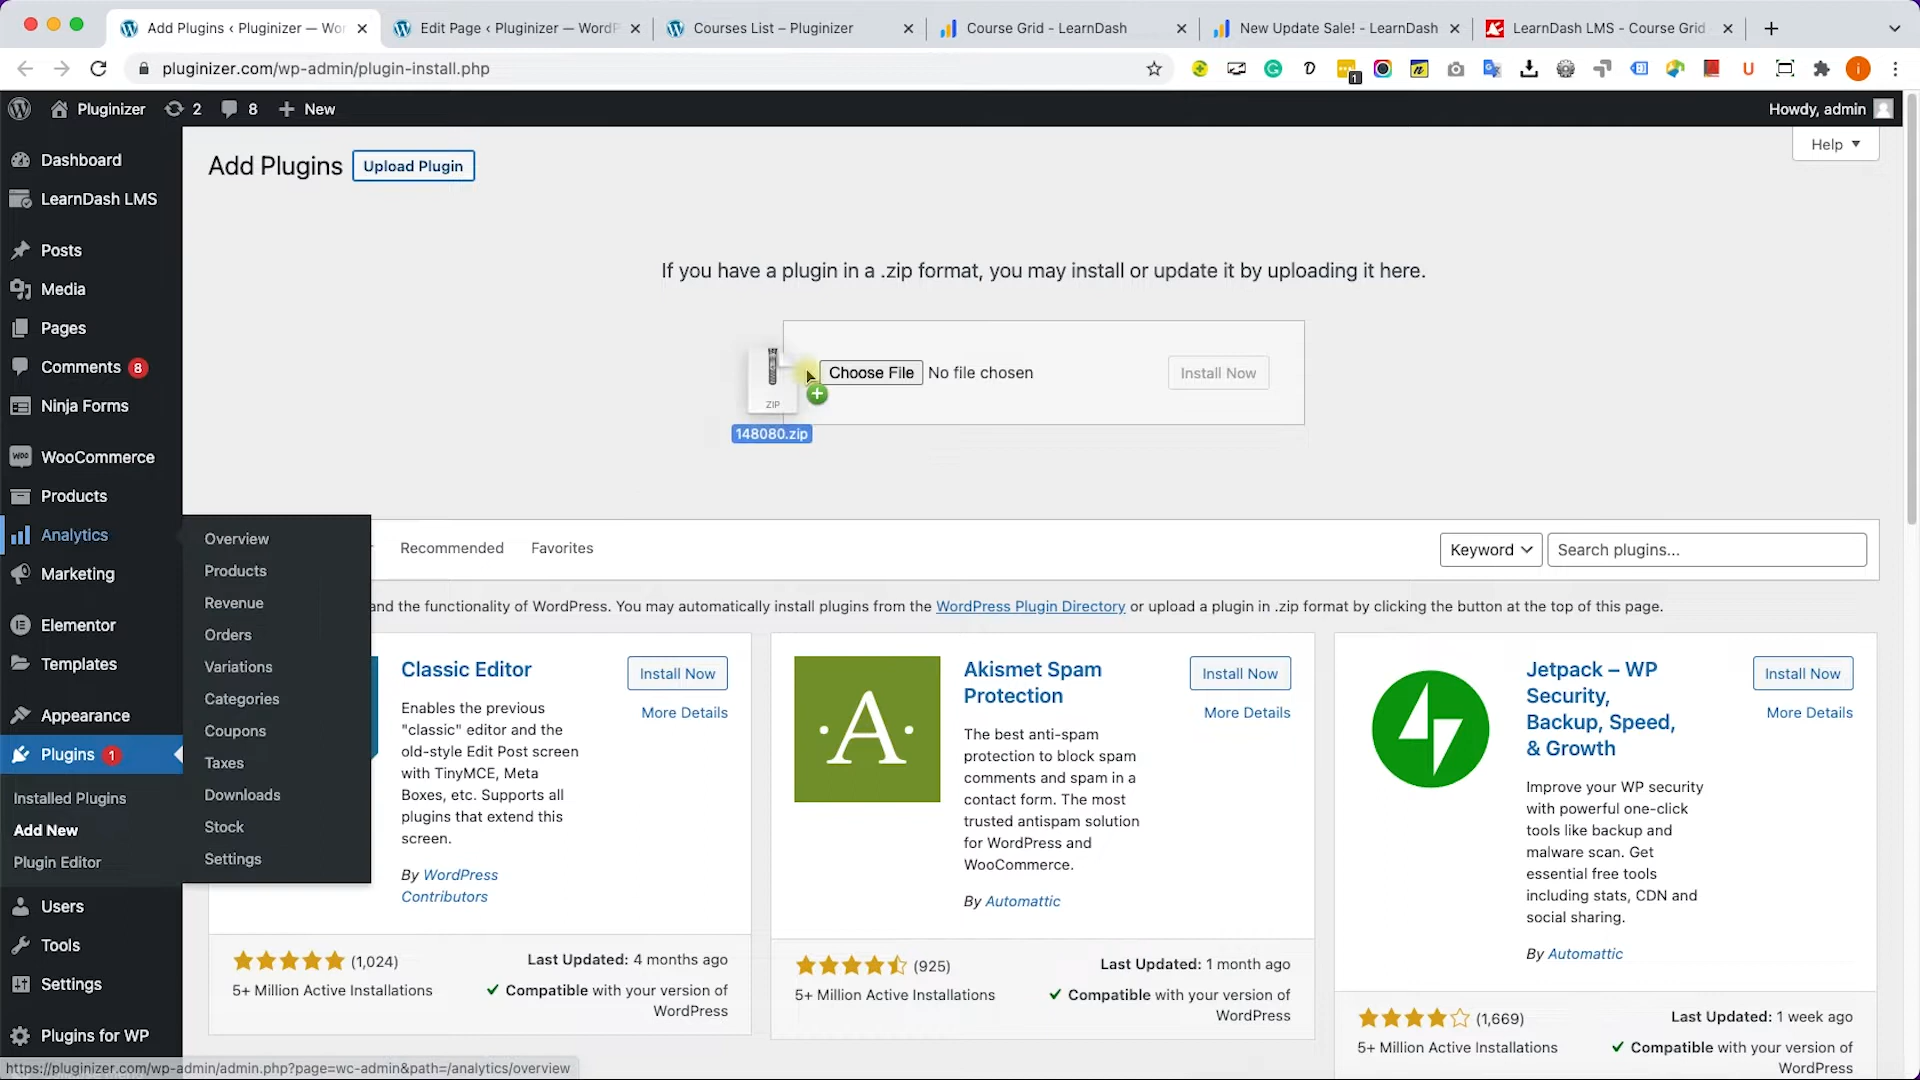 Add Plugins ‹ Pluginizer — Wor
Edit Page ‹ Pluginizer — WordP
Courses List – Pluginizer
Course Grid - LearnDash
New Update Sale! - LearnDash
LearnDash LMS - Course Grid
pluginizer.com/wp-admin/plugin-install.php
1
Pluginizer
2
8
New
Howdy, admin
Dashboard
LearnDash LMS
Posts
Media
Pages
Comments 8
Ninja Forms
WooCommerce
Products
Analytics
Marketing
Elementor
Templates
Appearance
Plugins 1
Installed Plugins
Add New
Plugin Editor
Users
Tools
Settings
Plugins for WP
Overview
Products
Revenue
Orders
Variations
Categories
Coupons
Taxes
Downloads
Stock
Settings
Help
Add Plugins
Upload Plugin
If you have a plugin in a .zip format, you may install or update it by uploading it here.
Choose File No file chosen
Install Now
ZIP
148080.zip
Recommended
Favorites
Keyword
Search plugins...
and the functionality of WordPress. You may automatically install plugins from the WordPress Plugin Directory or upload a plugin in .zip format by clicking the button at the top of this page.
Classic Editor
Install Now
More Details
Enables the previous
"classic" editor and the
old-style Edit Post screen
with TinyMCE, Meta
Boxes, etc. Supports all
plugins that extend this
screen.
By WordPress
Contributors
(1,024)
5+ Million Active Installations
Last Updated: 4 months ago
Compatible with your version of
WordPress
A
Akismet Spam
Protection
Install Now
More Details
The best anti-spam
protection to block spam
comments and spam in a
contact form. The most
trusted antispam solution
for WordPress and
WooCommerce.
By Automattic
(925)
5+ Million Active Installations
Last Updated: 1 month ago
Compatible with your version of
WordPress
Jetpack – WP
Security,
Backup, Speed,
& Growth
Install Now
More Details
Improve your WP security
with powerful one-click
tools like backup and
malware scan. Get
essential free tools
including stats, CDN and
social sharing.
By Automattic
(1,669)
5+ Million Active Installations
Last Updated: 1 week ago
Compatible with your version of
WordPress
https://pluginizer.com/wp-admin/admin.php?page=wc-admin&path=/analytics/overview